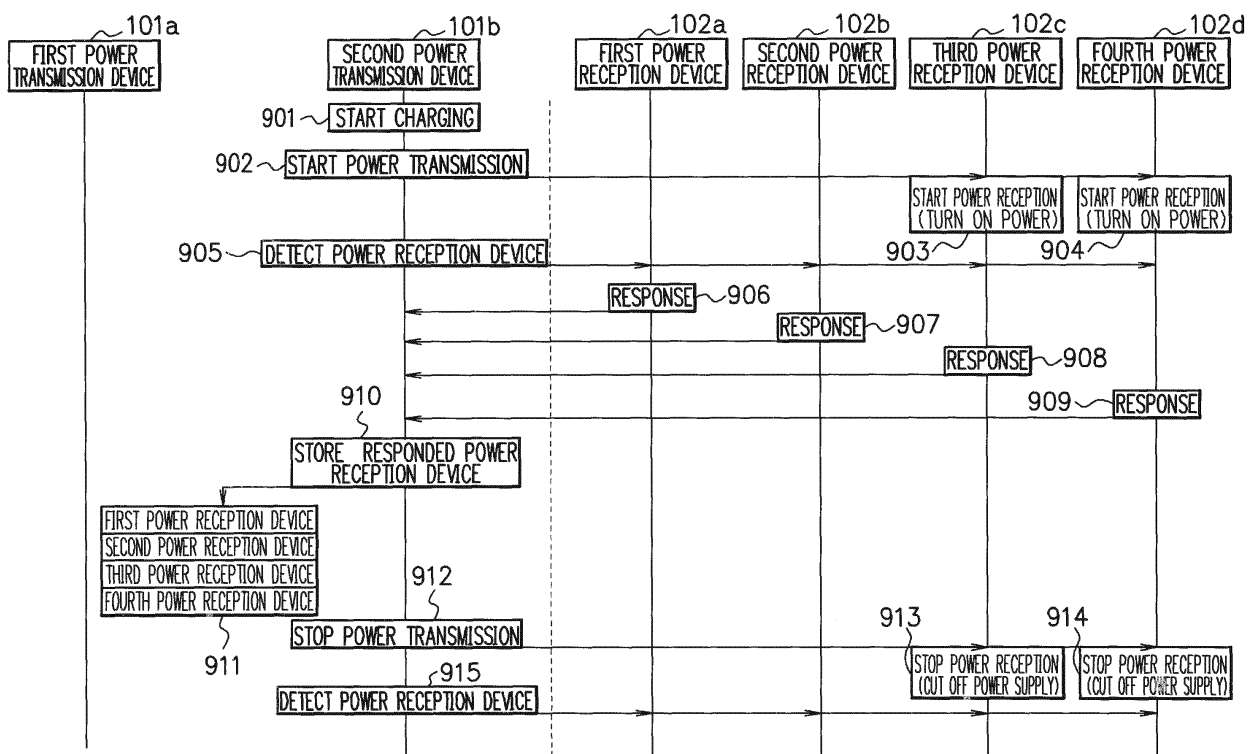 101a
101b
102a
102b
102c
102d
FIRST POWER
TRANSMISSION DEVICE
SECOND POWER
TRANSMISSION DEVICE
FIRST POWER
RECEPTION DEVICE
SECOND POWER
RECEPTION DEVICE
THIRD POWER
RECEPTION DEVICE
FOURTH POWER
RECEPTION DEVICE
901
START CHARGING
902
START POWER TRANSMISSION
START POWER RECEPTION
(TURN ON POWER)
START POWER RECEPTION
(TURN ON POWER)
903
904
905
DETECT POWER RECEPTION DEVICE
RESPONSE
906
RESPONSE
907
RESPONSE
908
909
RESPONSE
910
STORE RESPONDED POWER
RECEPTION DEVICE
FIRST POWER RECEPTION DEVICE
SECOND POWER RECEPTION DEVICE
THIRD POWER RECEPTION DEVICE
FOURTH POWER RECEPTION DEVICE
911
912
STOP POWER TRANSMISSION
913
914
STOP POWER RECEPTION
(CUT OFF POWER SUPPLY)
STOP POWER RECEPTION
(CUT OFF POWER SUPPLY)
915
DETECT POWER RECEPTION DEVICE